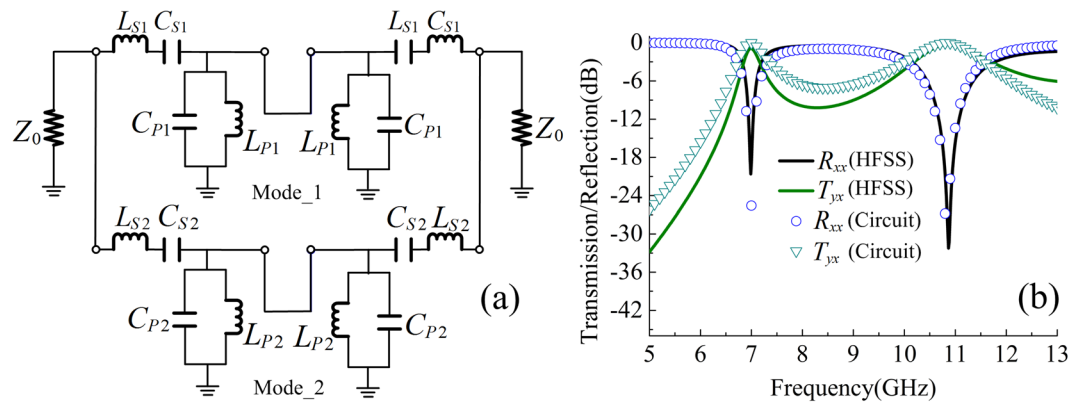 L_S1 C_S1 L_S1 C_S1
Z_0 C_P1 L_P1 L_P1 C_P1 Z_0
Mode_1
L_S2 C_S2 C_S2 L_S2
C_P2 L_P2 L_P2 C_P2
Mode_2
(a)
Transmission/Reflection(dB)
0
-6
-12
-18
-24
-30
-36
-42
R_xx (HFSS)
T_yx (HFSS)
R_xx (Circuit)
T_yx (Circuit)
(b)
5 6 7 8 9 10 11 12 13
Frequency(GHz)